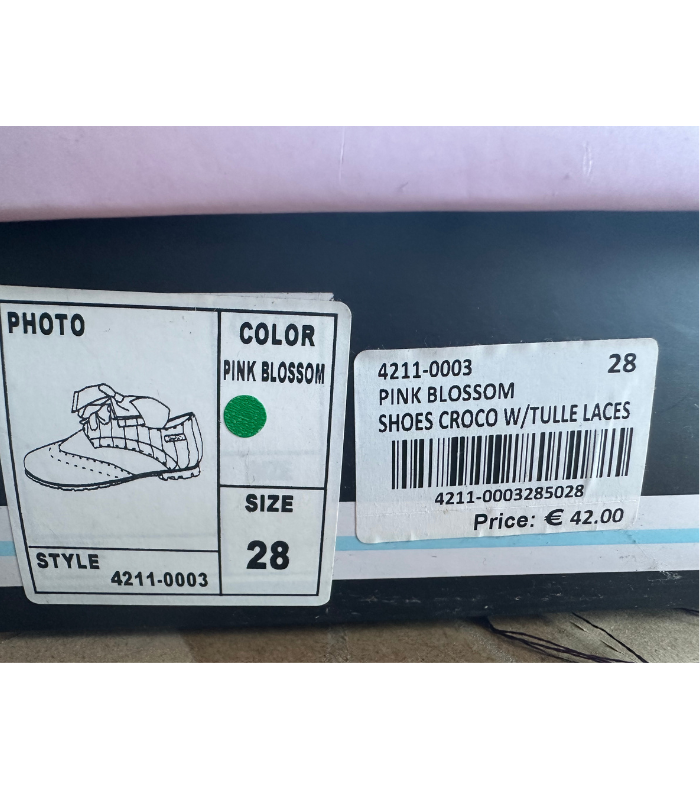 PHOTO
COLOR
PINK BLOSSOM
SIZE
28
STYLE
4211-0003
4211-0003 28
PINK BLOSSOM
SHOES CROCO W/TULLE LACES
4211-0003285028
Price: € 42.00